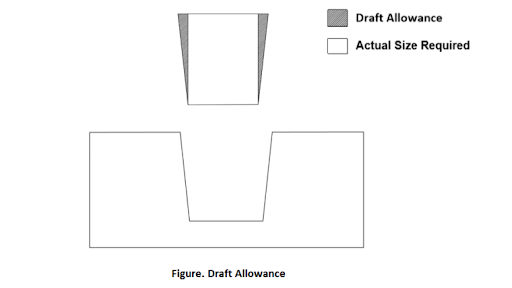 Draft Allowance
Actual Size Required
Figure. Draft Allowance